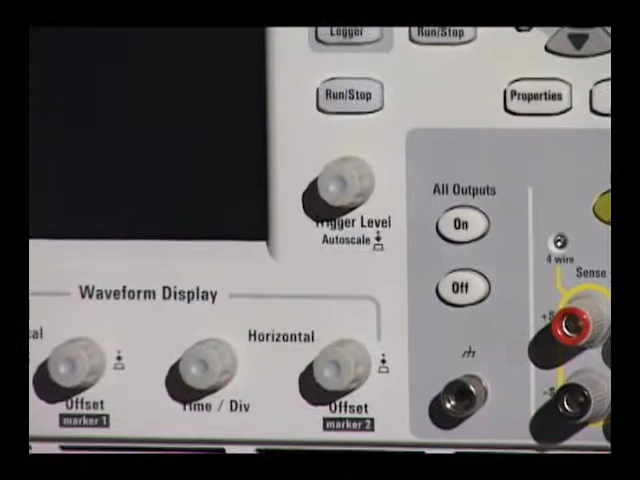 Logger
Run/Stop
Run/Stop
Properties
Trigger Level
Autoscale
All Outputs
On
Off
4 wire
Sense
+S
-S
Waveform Display
Horizontal
Offset
marker 1
Time / Div
Offset
marker 2